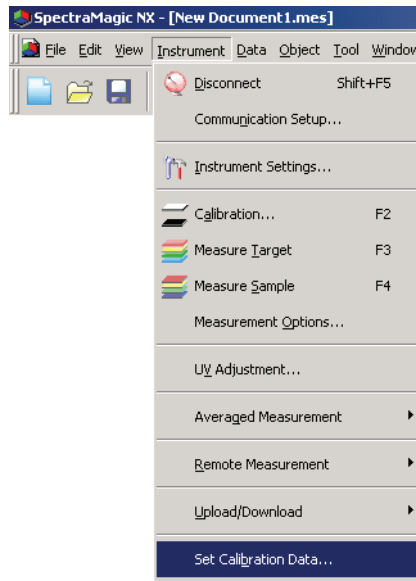 SpectraMagic NX - [New Document1.mes]
File Edit View Instrument Data Object Tool Window
Disconnect Shift+F5
Communication Setup...
Instrument Settings...
Calibration... F2
Measure Target F3
Measure Sample F4
Measurement Options...
UV Adjustment...
Averaged Measurement
Remote Measurement
Upload/Download
Set Calibration Data...